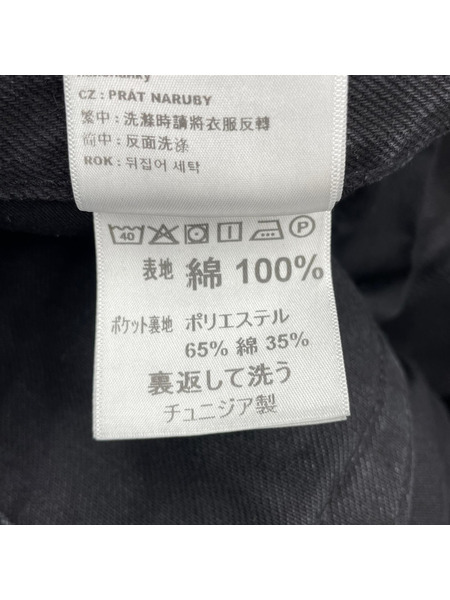 CZ : PRÁT NARUBY
繁中 : 洗滌時請將衣服反轉
简中 : 反面洗涤
ROK : 뒤집어 세탁
40 P
表地 : 綿 100%
ポケット裏地 : ポリエステル
65% 綿 35%
裏返して洗う
チュニジア製